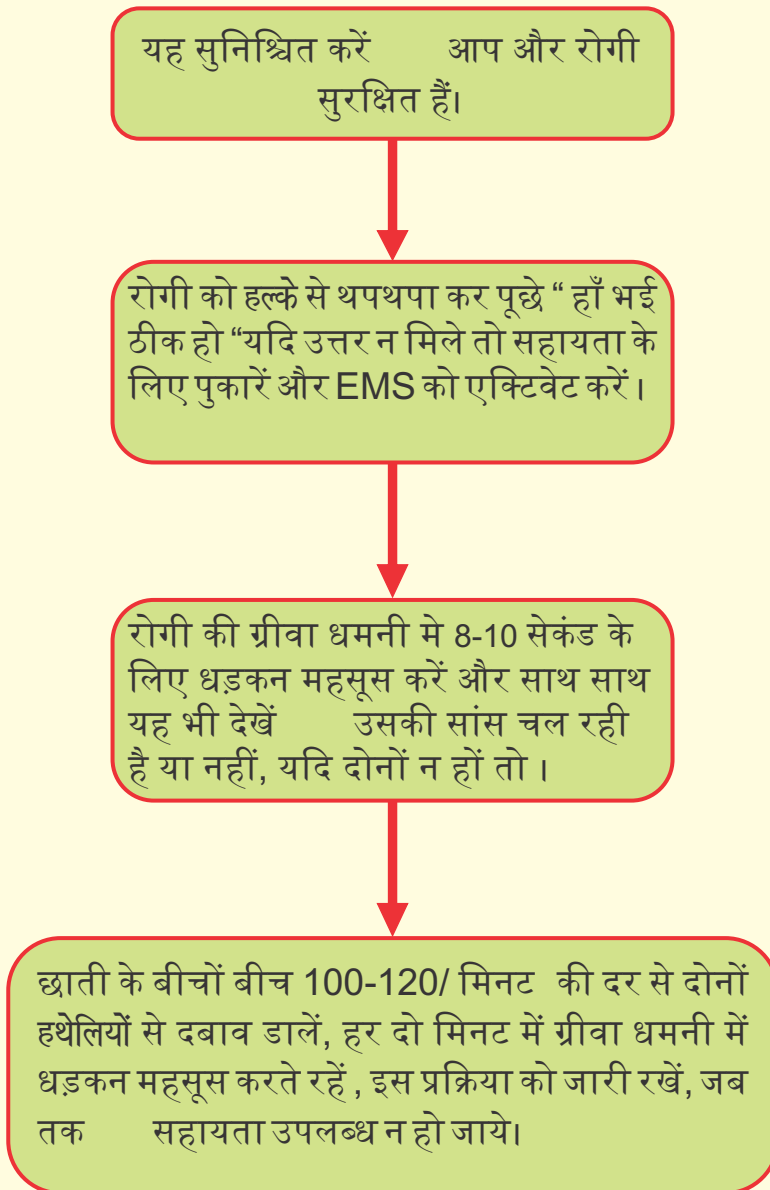 यह सुनिश्चित करें आप और रोगी
सुरक्षित हैं।
रोगी को हल्के से थपथपा कर पूछे “ हाँ भई
ठीक हो “यदि उत्तर न मिले तो सहायता के
लिए पुकारें और EMS को एक्टिवेट करें।
रोगी की ग्रीवा धमनी मे 8-10 सेकंड के
लिए धड़कन महसूस करें और साथ साथ
यह भी देखें उसकी सांस चल रही
है या नहीं, यदि दोनों न हों तो ।
छाती के बीचों बीच 100-120/ मिनट की दर से दोनों
हथेलियों से दबाव डालें, हर दो मिनट में ग्रीवा धमनी में
धड़कन महसूस करते रहें , इस प्रक्रिया को जारी रखें, जब
तक सहायता उपलब्ध न हो जाये।